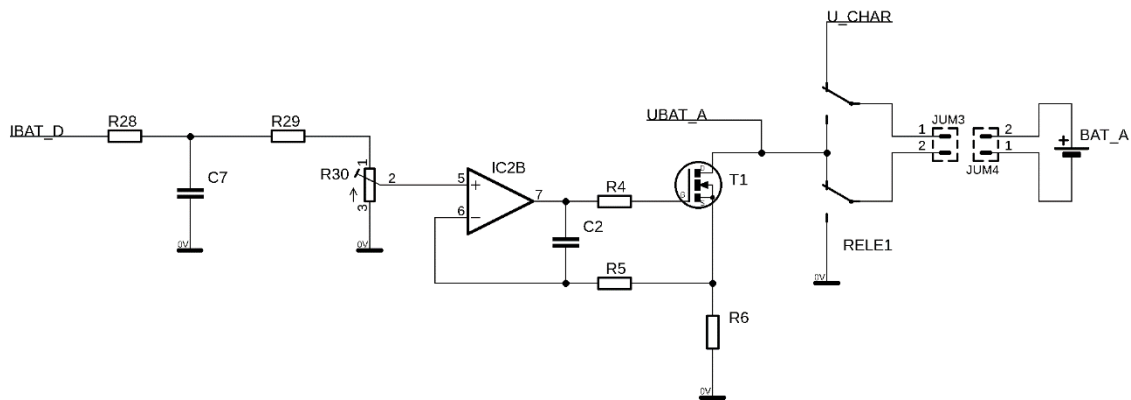 U_CHAR
IBAT_D
R28
R29
C7
0V
R30
1
2
3
0V
IC2B
5
6
7
R4
C2
R5
UBAT_A
D
G
S
T1
R6
0V
RELE1
0V
JUM3
1
2
JUM4
2
1
BAT_A